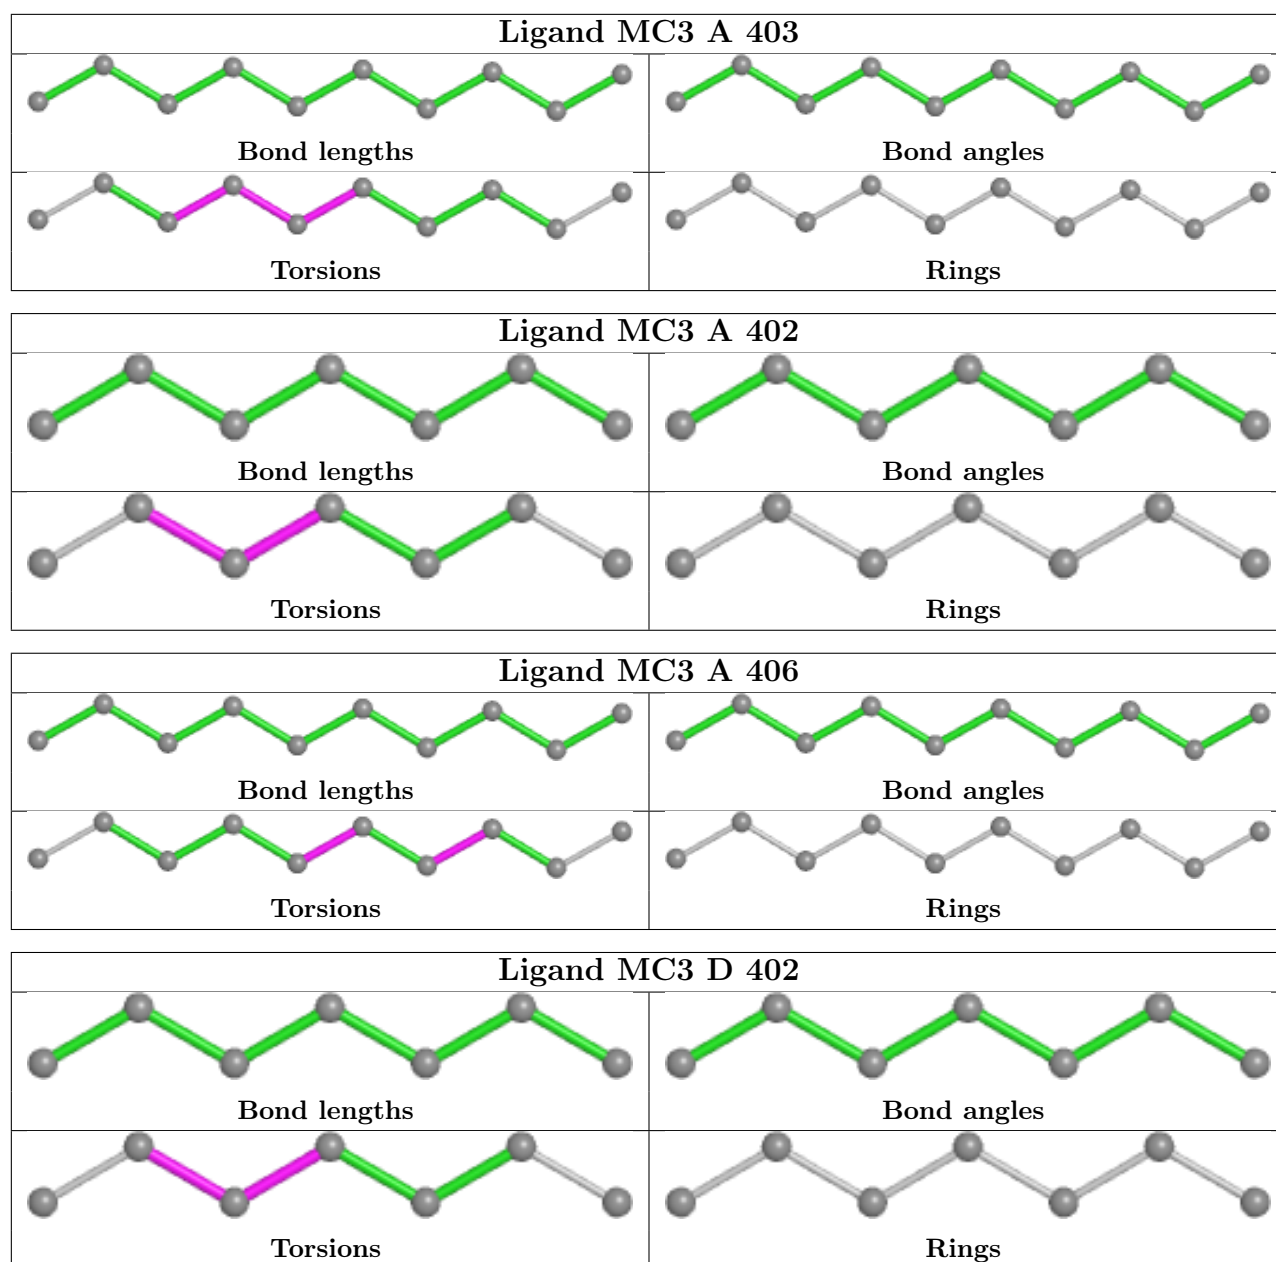 Ligand MC3 A 403
Bond lengths
Bond angles
Torsions
Rings
Ligand MC3 A 402
Bond lengths
Bond angles
Torsions
Rings
Ligand MC3 A 406
Bond lengths
Bond angles
Torsions
Rings
Ligand MC3 D 402
Bond lengths
Bond angles
Torsions
Rings